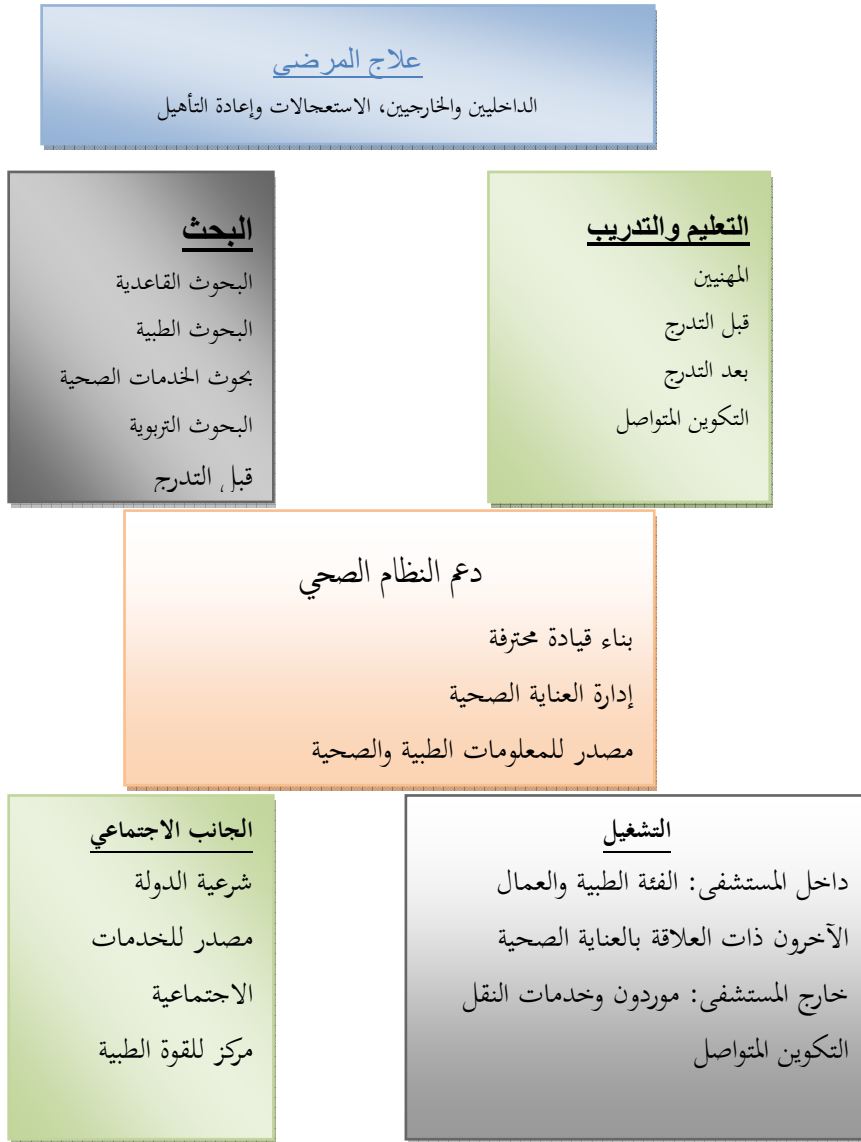 علاج المرضى
الداخليين والخارجيين، الاستعجالات وإعادة التأهيل
التعليم والتدريب
المهنيين
قبل التدرج
بعد التدرج
التكوين المتواصل
البحث
البحوث القاعدية
البحوث الطبية
بحوث الخدمات الصحية
البحوث التربوية
قبل التدرج
دعم النظام الصحي
بناء قيادة محترفة
إدارة العناية الصحية
مصدر للمعلومات الطبية والصحية
التشغيل
داخل المستشفى: الفئة الطبية والعمال
الآخرون ذات العلاقة بالعناية الصحية
خارج المستشفى: موردون وخدمات النقل
التكوين المتواصل
الجانب الاجتماعي
شرعية الدولة
مصدر للخدمات
الاجتماعية
مركز للقوة الطبية